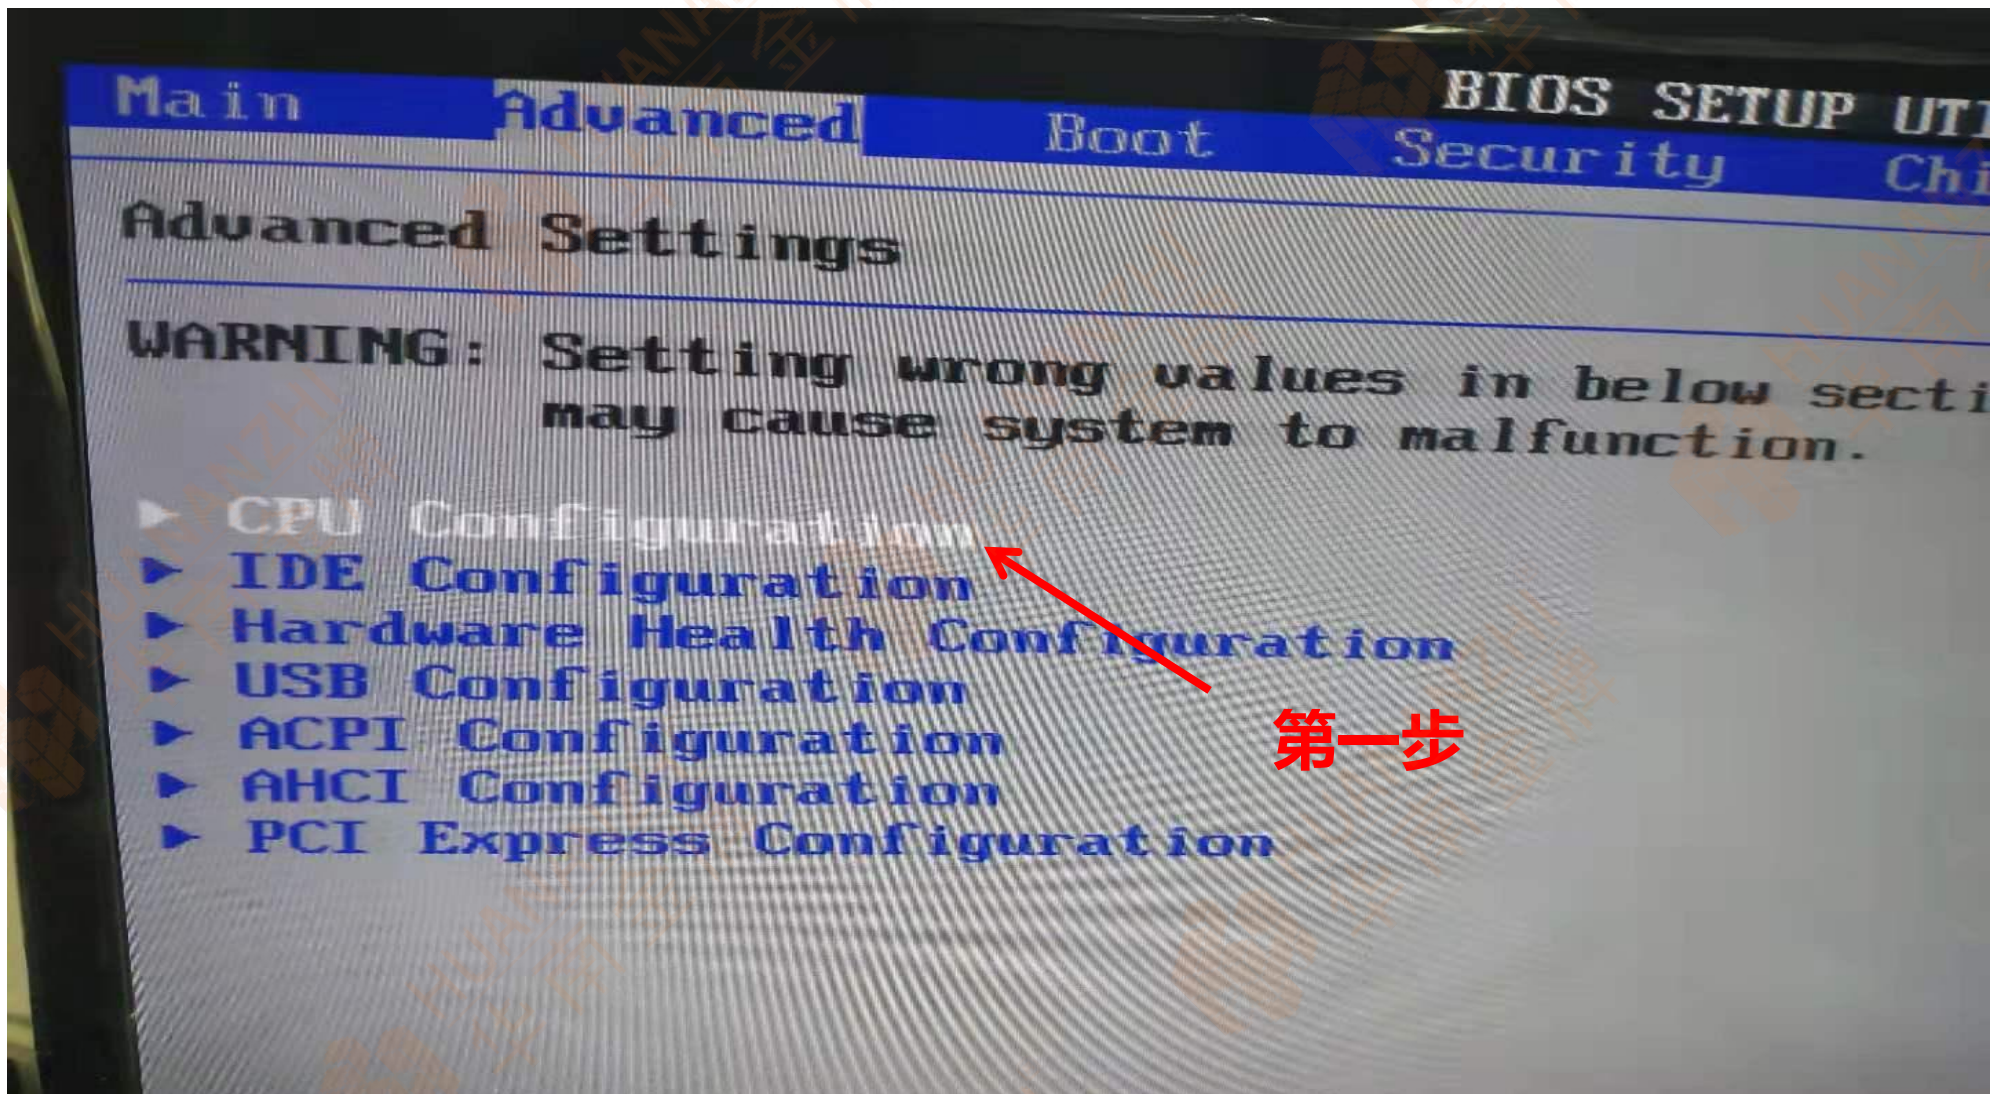 BIOS SETUP UTI
Main Advanced Boot Security Chi
Advanced Settings
WARNING: Setting wrong values in below secti
may cause system to malfunction.
► CPU Configuration
► IDE Configuration
► Hardware Health Configuration
► USB Configuration
► ACPI Configuration
► AHCI Configuration
► PCI Express Configuration
第一步